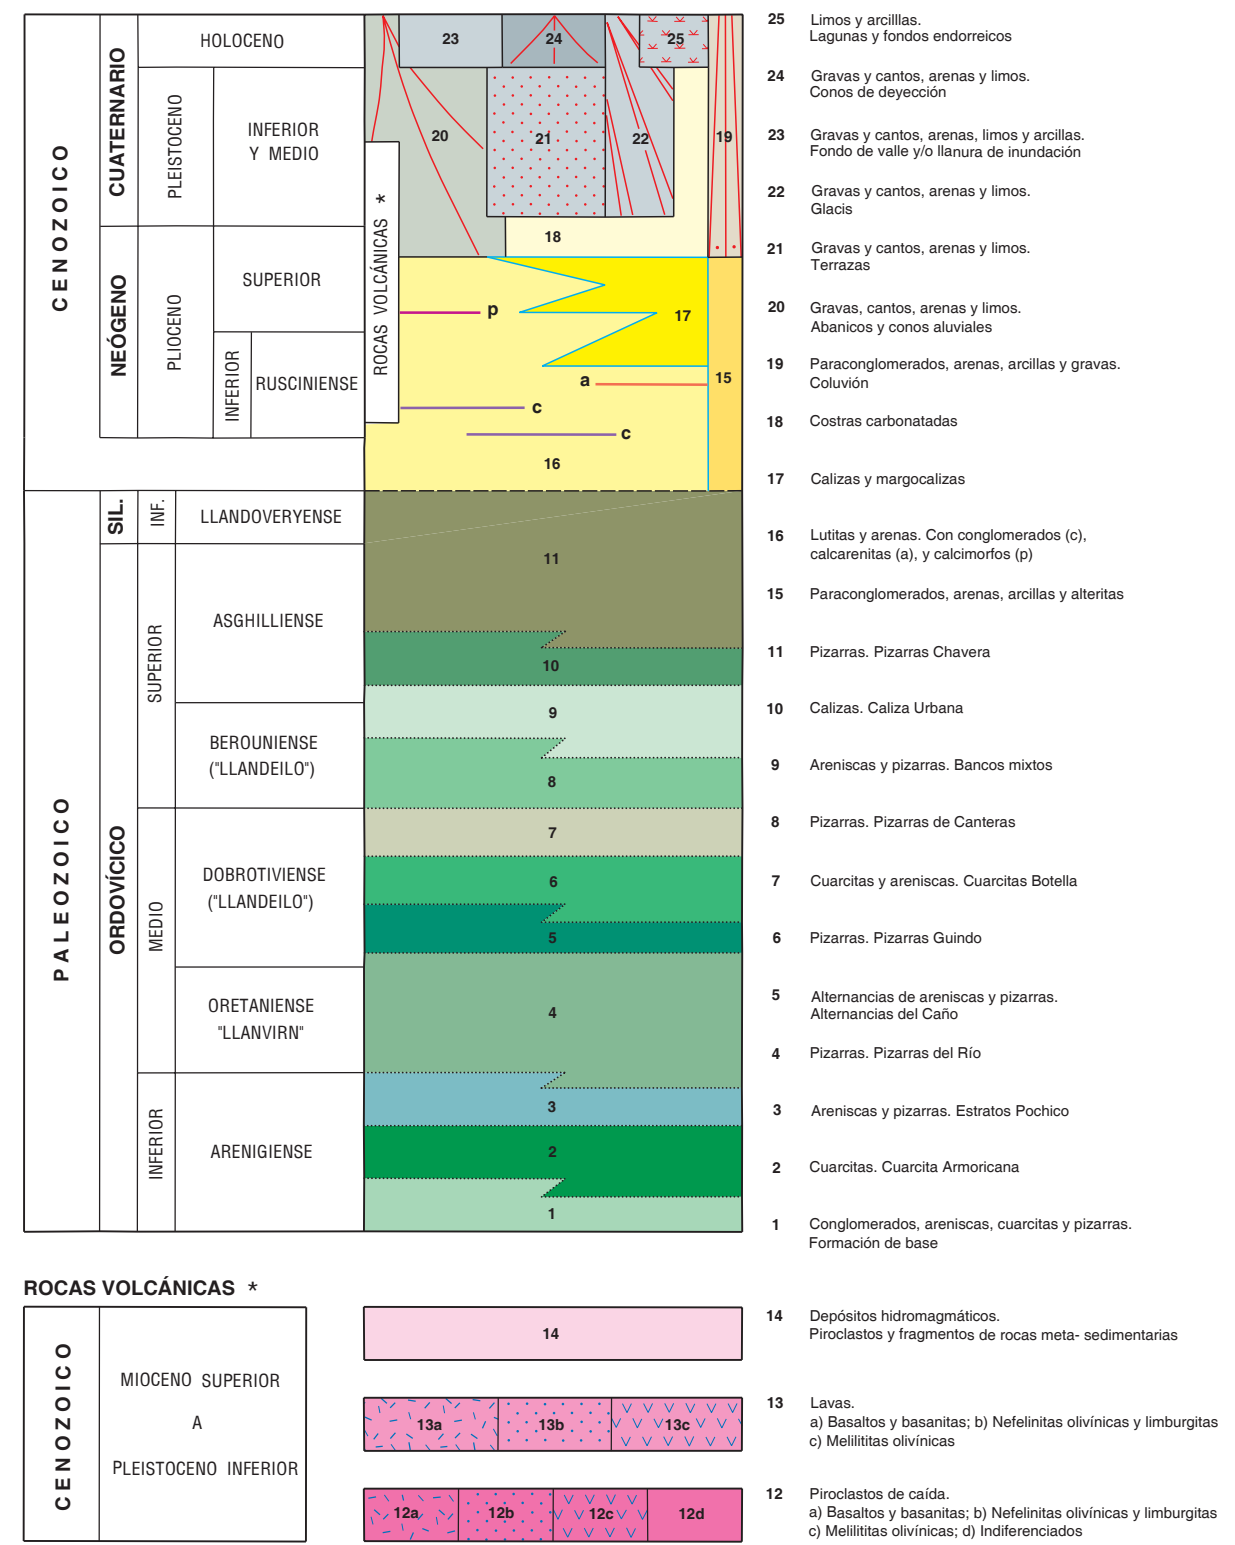 CENOZOICO
CUATERNARIO
HOLOCENO
PLEISTOCENO
INFERIOR
Y MEDIO
NEÓGENO
PLIOCENO
SUPERIOR
INFERIOR
RUSCINIENSE
ROCAS VOLCÁNICAS *
23
24
25
20
21
22
19
18
p
17
a
15
c
c
16
PALEOZOICO
SIL.
INF.
LLANDOVERYENSE
ORDOVÍCICO
SUPERIOR
ASGHILLIENSE
BEROUNIENSE
("LLANDEILO")
MEDIO
DOBROTIVIENSE
("LLANDEILO")
ORETANIENSE
"LLANVIRN"
INFERIOR
ARENIGIENSE
11
10
9
8
7
6
5
4
3
2
1
25 Limos y arcilllas.
Lagunas y fondos endorreicos
24 Gravas y cantos, arenas y limos.
Conos de deyección
23 Gravas y cantos, arenas, limos y arcillas.
Fondo de valle y/o llanura de inundación
22 Gravas y cantos, arenas y limos.
Glacis
21 Gravas y cantos, arenas y limos.
Terrazas
20 Gravas, cantos, arenas y limos.
Abanicos y conos aluviales
19 Paraconglomerados, arenas, arcillas y gravas.
Coluvión
18 Costras carbonatadas
17 Calizas y margocalizas
16 Lutitas y arenas. Con conglomerados (c),
calcarenitas (a), y calcimorfos (p)
15 Paraconglomerados, arenas, arcillas y alteritas
11 Pizarras. Pizarras Chavera
10 Calizas. Caliza Urbana
9 Areniscas y pizarras. Bancos mixtos
8 Pizarras. Pizarras de Canteras
7 Cuarcitas y areniscas. Cuarcitas Botella
6 Pizarras. Pizarras Guindo
5 Alternancias de areniscas y pizarras.
Alternancias del Caño
4 Pizarras. Pizarras del Río
3 Areniscas y pizarras. Estratos Pochico
2 Cuarcitas. Cuarcita Armoricana
1 Conglomerados, areniscas, cuarcitas y pizarras.
Formación de base
ROCAS VOLCÁNICAS *
CENOZOICO
MIOCENO SUPERIOR
A
PLEISTOCENO INFERIOR
14
13a 13b 13c
12a 12b 12c 12d
14 Depósitos hidromagmáticos.
Piroclastos y fragmentos de rocas meta- sedimentarias
13 Lavas.
a) Basaltos y basanitas; b) Nefelinitas olivínicas y limburgitas
c) Melilititas olivínicas
12 Piroclastos de caída.
a) Basaltos y basanitas; b) Nefelinitas olivínicas y limburgitas
c) Melilititas olivínicas; d) Indiferenciados